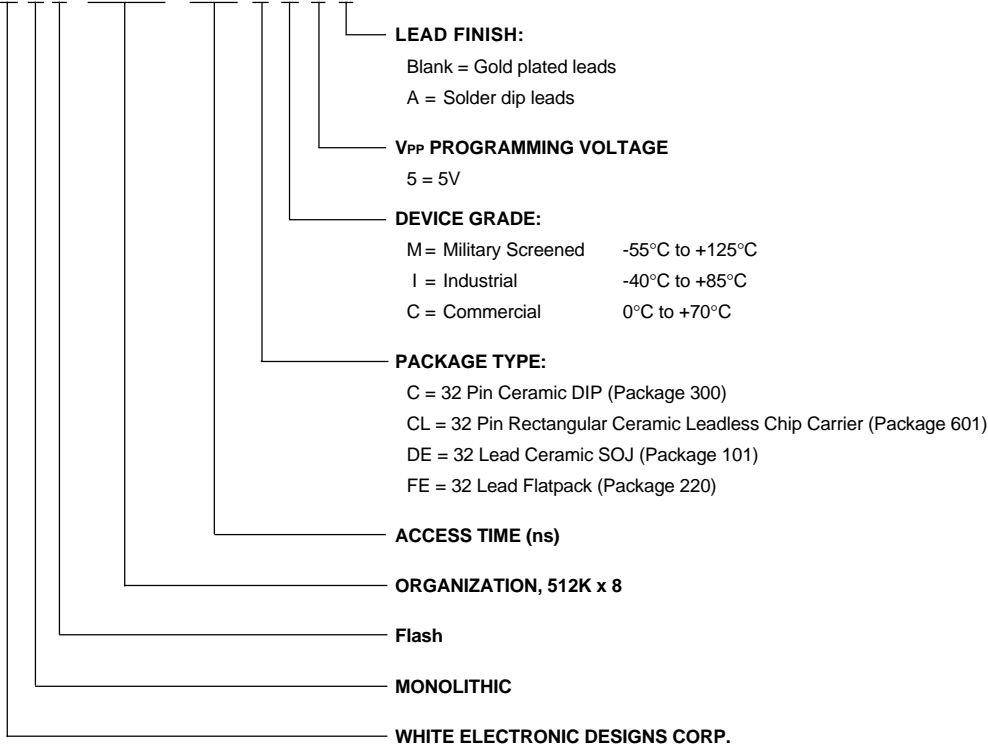 LEAD FINISH:
Blank = Gold plated leads
A = Solder dip leads
VPP PROGRAMMING VOLTAGE
5 = 5V
DEVICE GRADE:
M = Military Screened -55°C to +125°C
I = Industrial -40°C to +85°C
C = Commercial 0°C to +70°C
PACKAGE TYPE:
C = 32 Pin Ceramic DIP (Package 300)
CL = 32 Pin Rectangular Ceramic Leadless Chip Carrier (Package 601)
DE = 32 Lead Ceramic SOJ (Package 101)
FE = 32 Lead Flatpack (Package 220)
ACCESS TIME (ns)
ORGANIZATION, 512K x 8
Flash
MONOLITHIC
WHITE ELECTRONIC DESIGNS CORP.